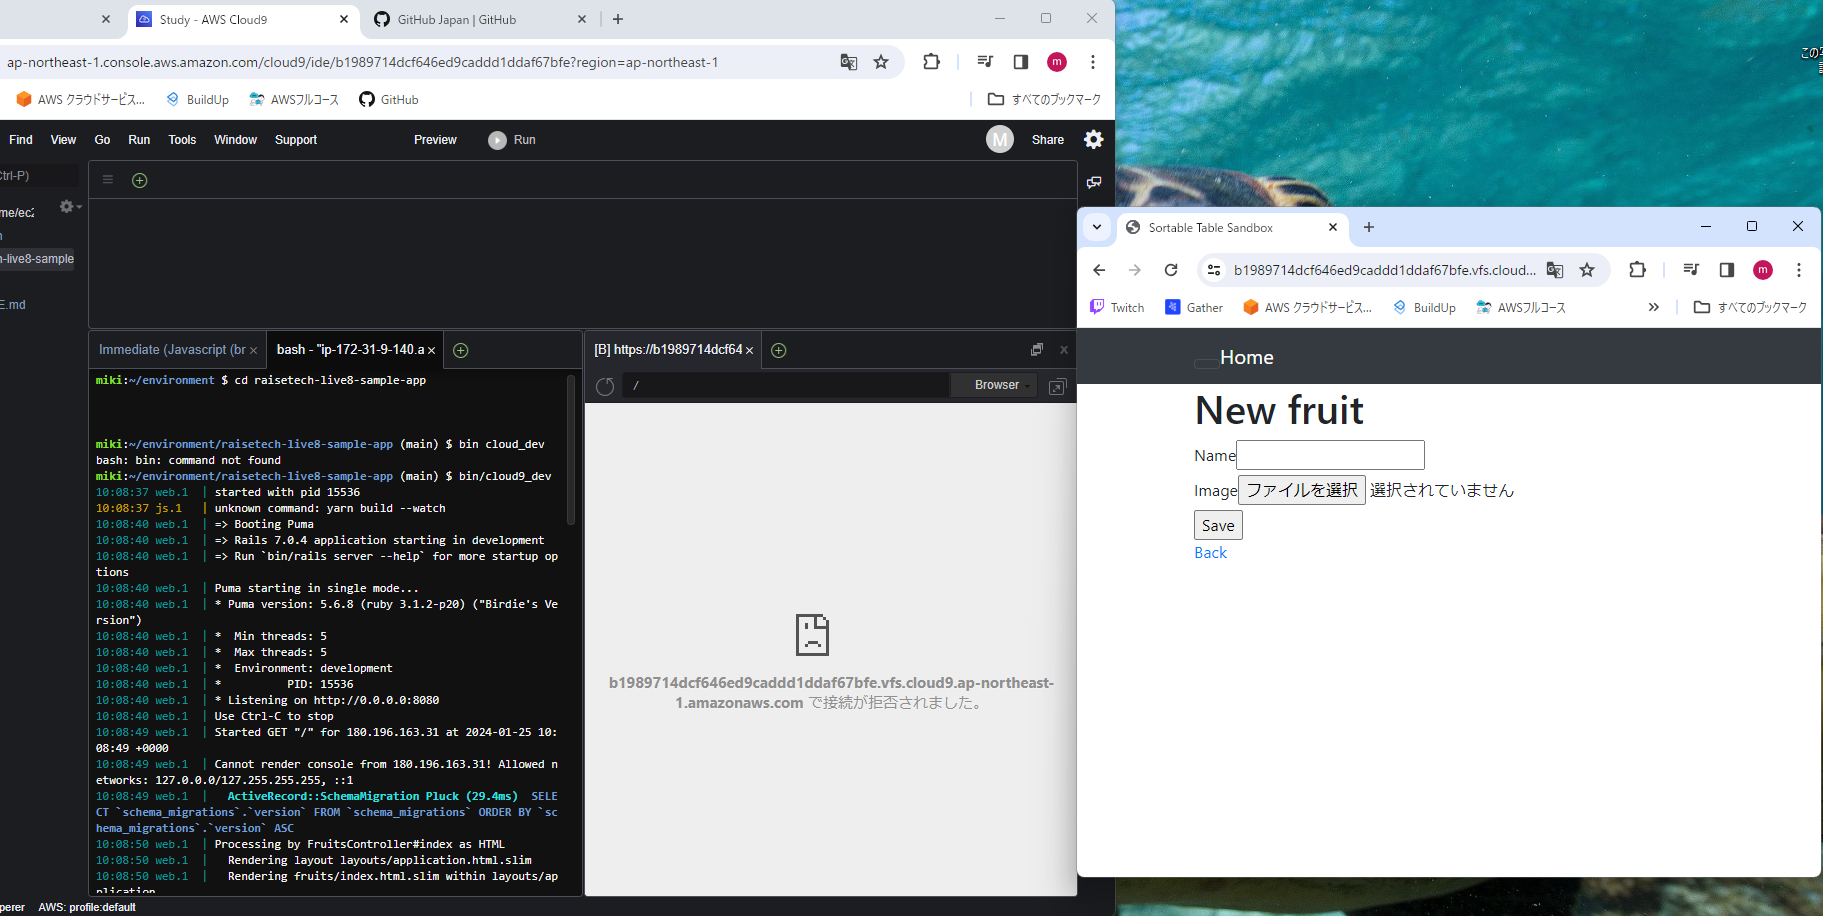 Study - AWS Cloud9
GitHub Japan | GitHub
ap-northeast-1.console.aws.amazon.com/cloud9/ide/b1989714dcf646ed9caddd1ddaf67bfe?region=ap-northeast-1
m
AWS クラウドサービス...
BuildUp
AWSフルコース
GitHub
すべてのブックマーク
Find View Go Run Tools Window Support Preview Run
M Share
Ctrl-P)
me/ec2
n-live8-sample
E.md
Immediate (Javascript (br
bash - "ip-172-31-9-140.a
miki:~/environment $ cd raisetech-live8-sample-app
miki:~/environment/raisetech-live8-sample-app (main) $ bin cloud_dev
bash: bin: command not found
miki:~/environment/raisetech-live8-sample-app (main) $ bin/cloud9_dev
10:08:37 web.1  | started with pid 15536
10:08:37 js.1   | unknown command: yarn build --watch
10:08:40 web.1  | => Booting Puma
10:08:40 web.1  | => Rails 7.0.4 application starting in development
10:08:40 web.1  | => Run `bin/rails server --help` for more startup op
tions
10:08:40 web.1  | Puma starting in single mode...
10:08:40 web.1  | * Puma version: 5.6.8 (ruby 3.1.2-p20) ("Birdie's Ve
rsion")
10:08:40 web.1  | *  Min threads: 5
10:08:40 web.1  | *  Max threads: 5
10:08:40 web.1  | *  Environment: development
10:08:40 web.1  | *          PID: 15536
10:08:40 web.1  | * Listening on http://0.0.0.0:8080
10:08:40 web.1  | Use Ctrl-C to stop
10:08:49 web.1  | Started GET "/" for 180.196.163.31 at 2024-01-25 10:
08:49 +0000
10:08:49 web.1  | Cannot render console from 180.196.163.31! Allowed n
etworks: 127.0.0.0/127.255.255.255, ::1
10:08:49 web.1  |   ActiveRecord::SchemaMigration Pluck (29.4ms)  SELE
CT `schema_migrations`.`version` FROM `schema_migrations` ORDER BY `sc
hema_migrations`.`version` ASC
10:08:50 web.1  | Processing by FruitsController#index as HTML
10:08:50 web.1  |   Rendering layout layouts/application.html.slim
10:08:50 web.1  |   Rendering fruits/index.html.slim within layouts/ap
plication
perer AWS: profile:default
[B] https://b1989714dcf64
/
Browser
b1989714dcf646ed9caddd1ddaf67bfe.vfs.cloud9.ap-northeast-
1.amazonaws.com で接続が拒否されました。
この
Sortable Table Sandbox
b1989714dcf646ed9caddd1ddaf67bfe.vfs.cloud...
m
Twitch
Gather
AWS クラウドサービス...
BuildUp
AWSフルコース
すべてのブックマーク
Home
New fruit
Name
Image ファイルを選択 選択されていません
Save
Back